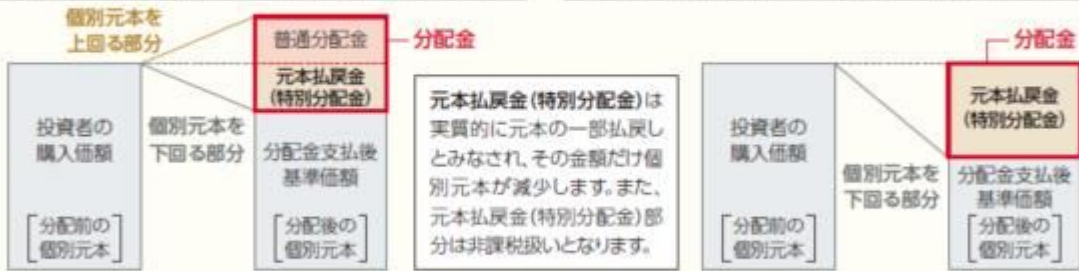 個別元本を
上回る部分
普通分配金
分配金
元本払戻金
(特別分配金)
投資者の
購入価額
個別元本を
下回る部分
分配金支払後
基準価額
[分配前の
個別元本]
[分配後の
個別元本]
元本払戻金(特別分配金)は
実質的に元本の一部払戻し
とみなされ、その金額だけ個
別元本が減少します。また、
元本払戻金(特別分配金)部
分は非課税扱いとなります。
分配金
元本払戻金
(特別分配金)
投資者の
購入価額
個別元本を
下回る部分
分配金支払後
基準価額
[分配前の
個別元本]
[分配後の
個別元本]